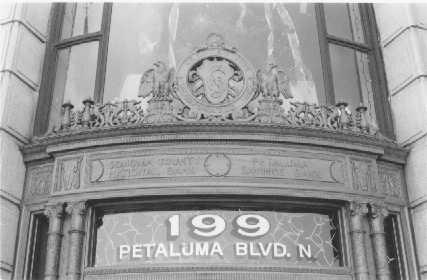 SONOMA COUNTY
NATIONAL BANK
PETALUMA
SAVINGS BANK
199
PETALUMA BLVD. N